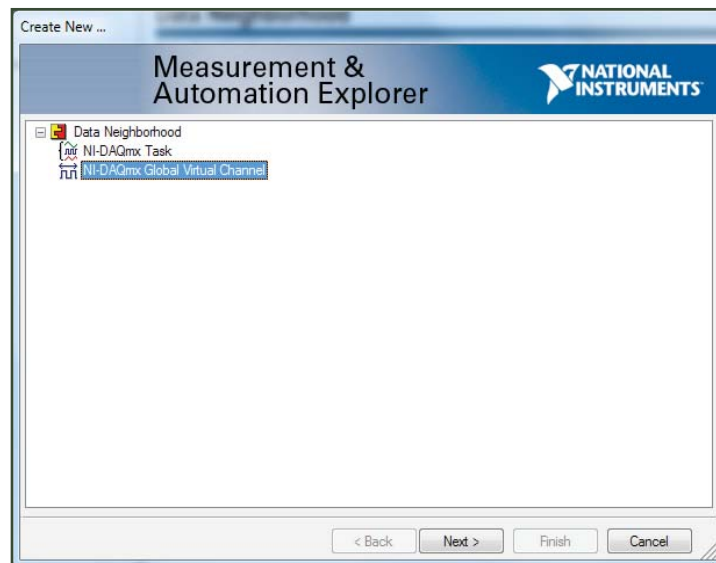 Create New ...
Measurement &
Automation Explorer
NATIONAL
INSTRUMENTS
Data Neighborhood
NI-DAQmx Task
NI-DAQmx Global Virtual Channel
< Back
Next >
Finish
Cancel